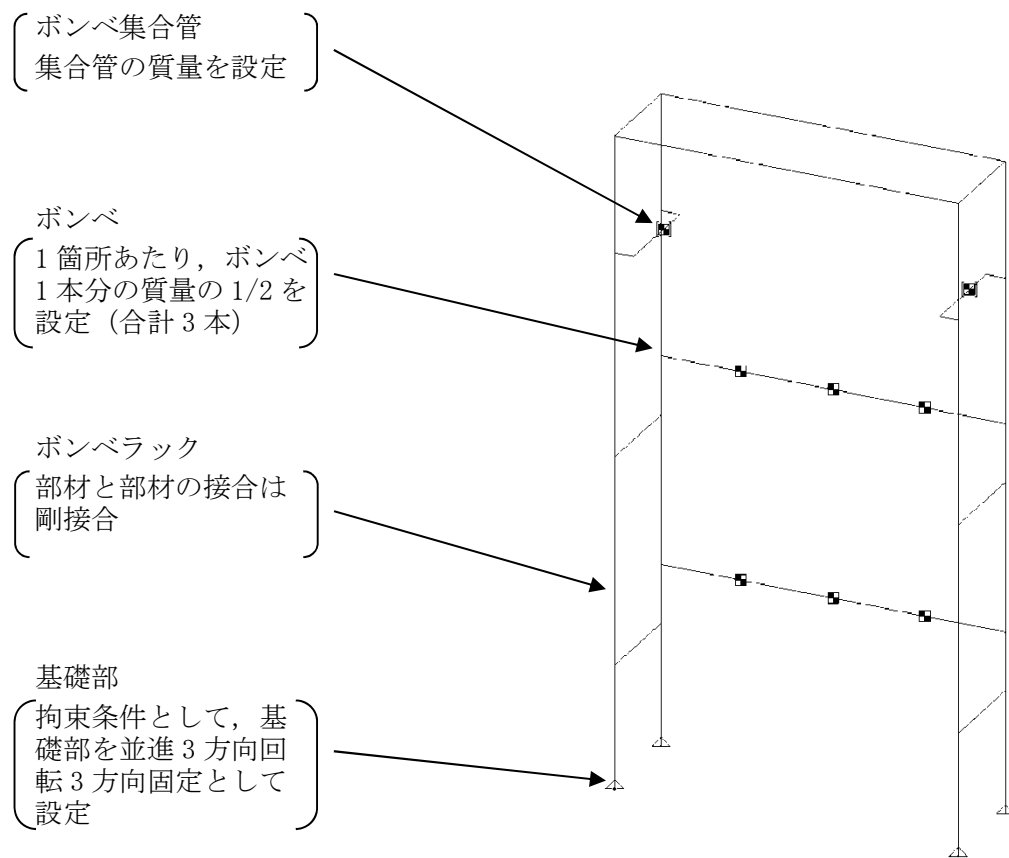 ボンベ集合管
集合管の質量を設定
ボンベ
1 箇所あたり，ボンベ
1 本分の質量の 1/2 を
設定（合計 3 本）
ボンベラック
部材と部材の接合は
剛接合
基礎部
拘束条件として，基
礎部を並進 3 方向回
転 3 方向固定として
設定